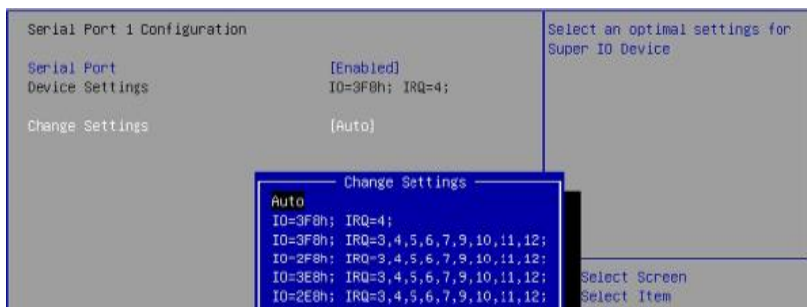 Serial Port 1 Configuration
Select an optimal settings for
Super IO Device
Serial Port [Enabled]
Device Settings IO=3F8h; IRQ=4;
Change Settings [Auto]
Change Settings
Auto
IO=3F8h; IRQ=4;
IO=3F8h; IRQ=3,4,5,6,7,9,10,11,12;
IO=2F8h; IRQ=3,4,5,6,7,9,10,11,12;
IO=3E8h; IRQ=3,4,5,6,7,9,10,11,12;
IO=2E8h; IRQ=3,4,5,6,7,9,10,11,12;
Select Screen
Select Item